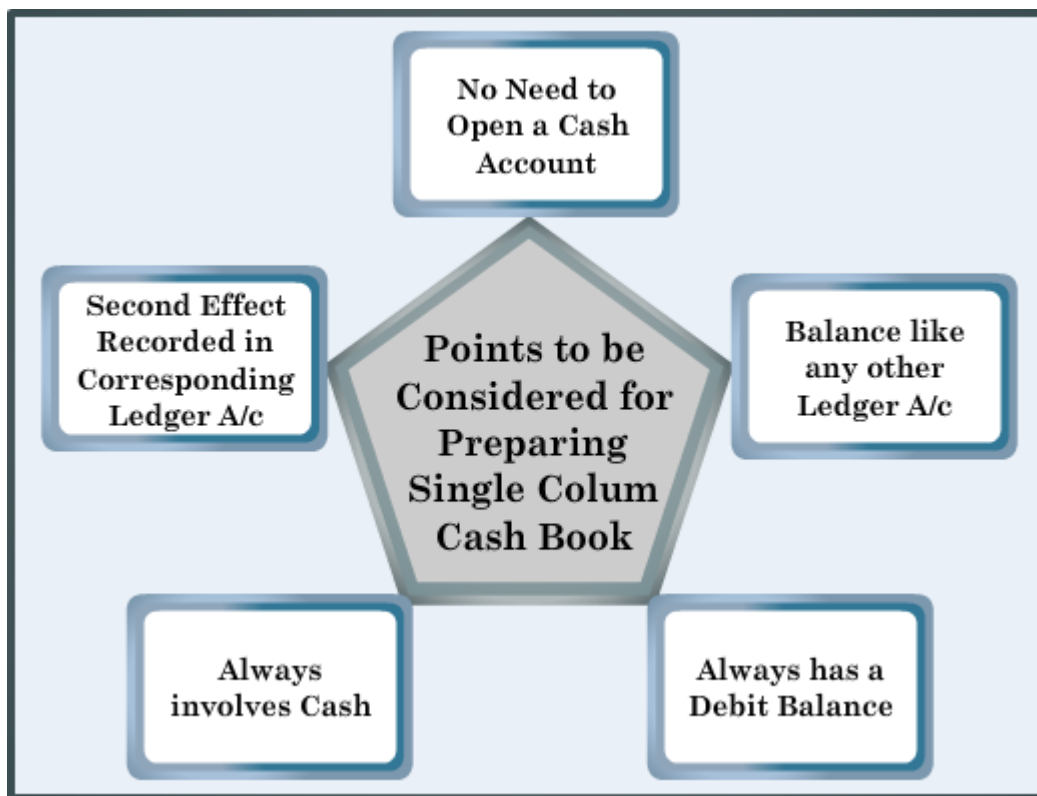 No Need to
Open a Cash
Account
Second Effect
Recorded in
Corresponding
Ledger A/c
Points to be
Considered for
Preparing
Single Colum
Cash Book
Balance like
any other
Ledger A/c
Always
involves Cash
Always has a
Debit Balance